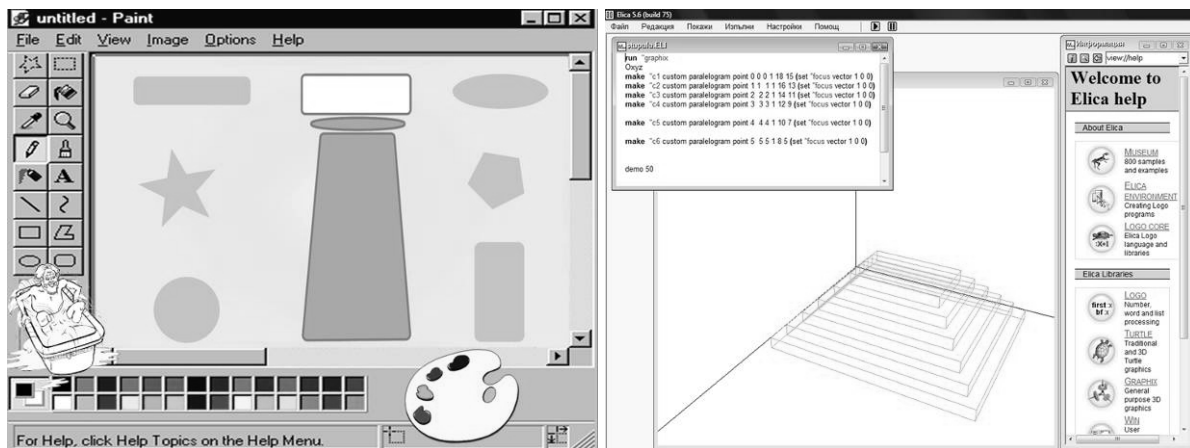 untitled - Paint
File Edit View Image Options Help
A
For Help, click Help Topics on the Help Menu.
Elica 5.6 (build 75)
Файл Редакция Покажи Изпълни Настройки Помощ
stupalu.ELI
run "graphix
Oxyz
make "c1 custom paralelogram point 0 0 0 1 18 15 (set "focus vector 1 0 0)
make "c2 custom paralelogram point 1 1 1 1 16 13 (set "focus vector 1 0 0)
make "c3 custom paralelogram point 2 2 2 1 14 11 (set "focus vector 1 0 0)
make "c4 custom paralelogram point 3 3 3 1 12 9 (set "focus vector 1 0 0)
make "c5 custom paralelogram point 4 4 4 1 10 7 (set "focus vector 1 0 0)
make "c6 custom paralelogram point 5 5 5 1 8 5 (set "focus vector 1 0 0)
demo 50
Информация
view://help
Welcome to
Elica help
About Elica
MUSEUM
800 samples
and examples
ELICA
ENVIRONMENT
Creating Logo
programs
LOGO CORE
Elica Logo
language and
libraries
Elica Libraries
LOGO
Number,
word and list
processing
TURTLE
Traditional
and 3D
Turtle
graphics
GRAPHIX
General
purpose 3D
graphics
WIN
User